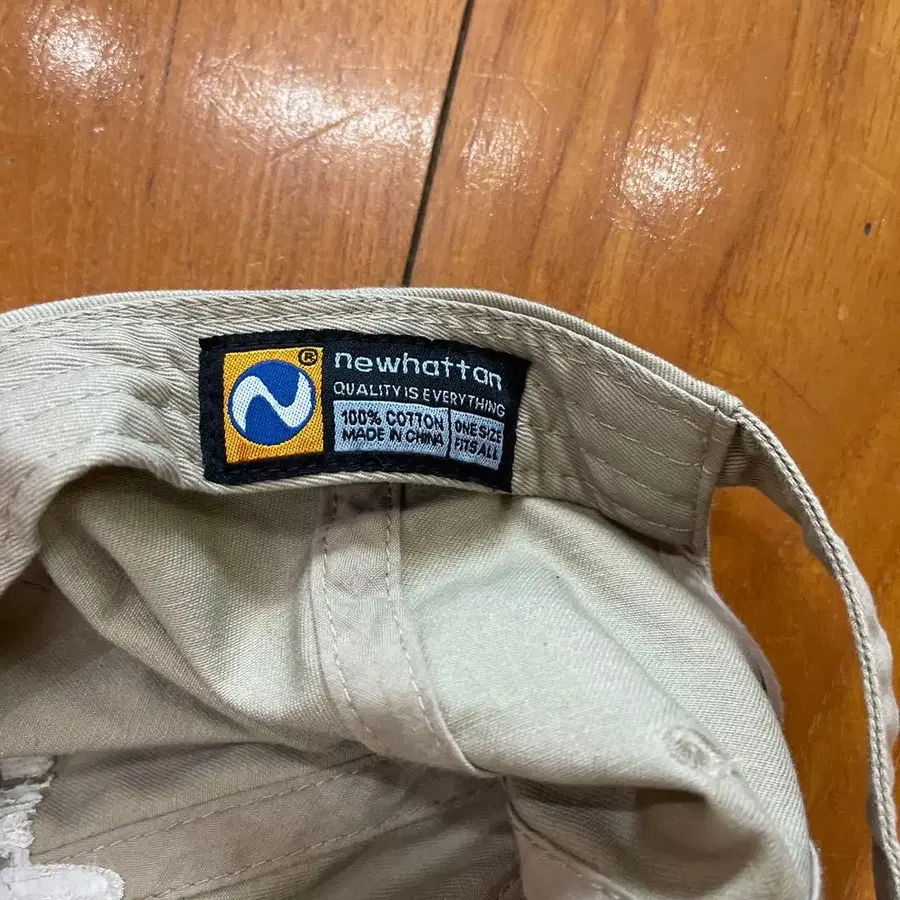 ®
newhattan
QUALITY IS EVERYTHING
100% COTTON
MADE IN CHINA
ONE SIZE
FITS ALL